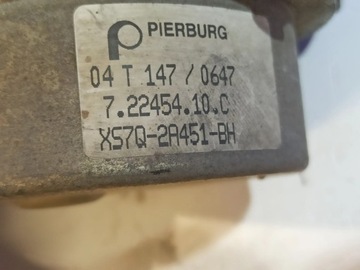 PIERBURG
04 T 147 / 0647
7.22454.10.C
XS7Q-2A451-BH